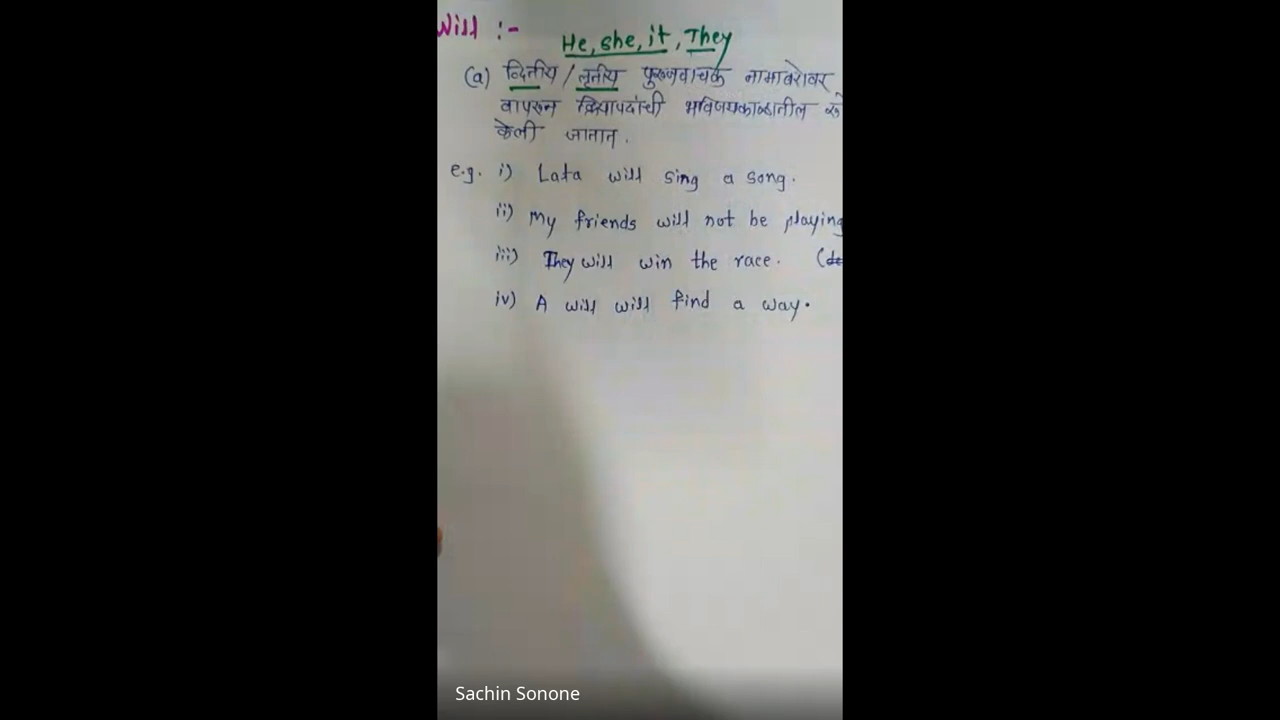 Will :-
He, she, it, They
(a) व्दितीय / तृतीय पुरुषवाचक नामाबरोबर
वापरून क्रियापदांची भविष्यकाळातील
केली जातात.
e.g. i) Lata will sing a song.
ii) My friends will not be playing
iii) They will win the race.
iv) A will will find a way.
Sachin Sonone